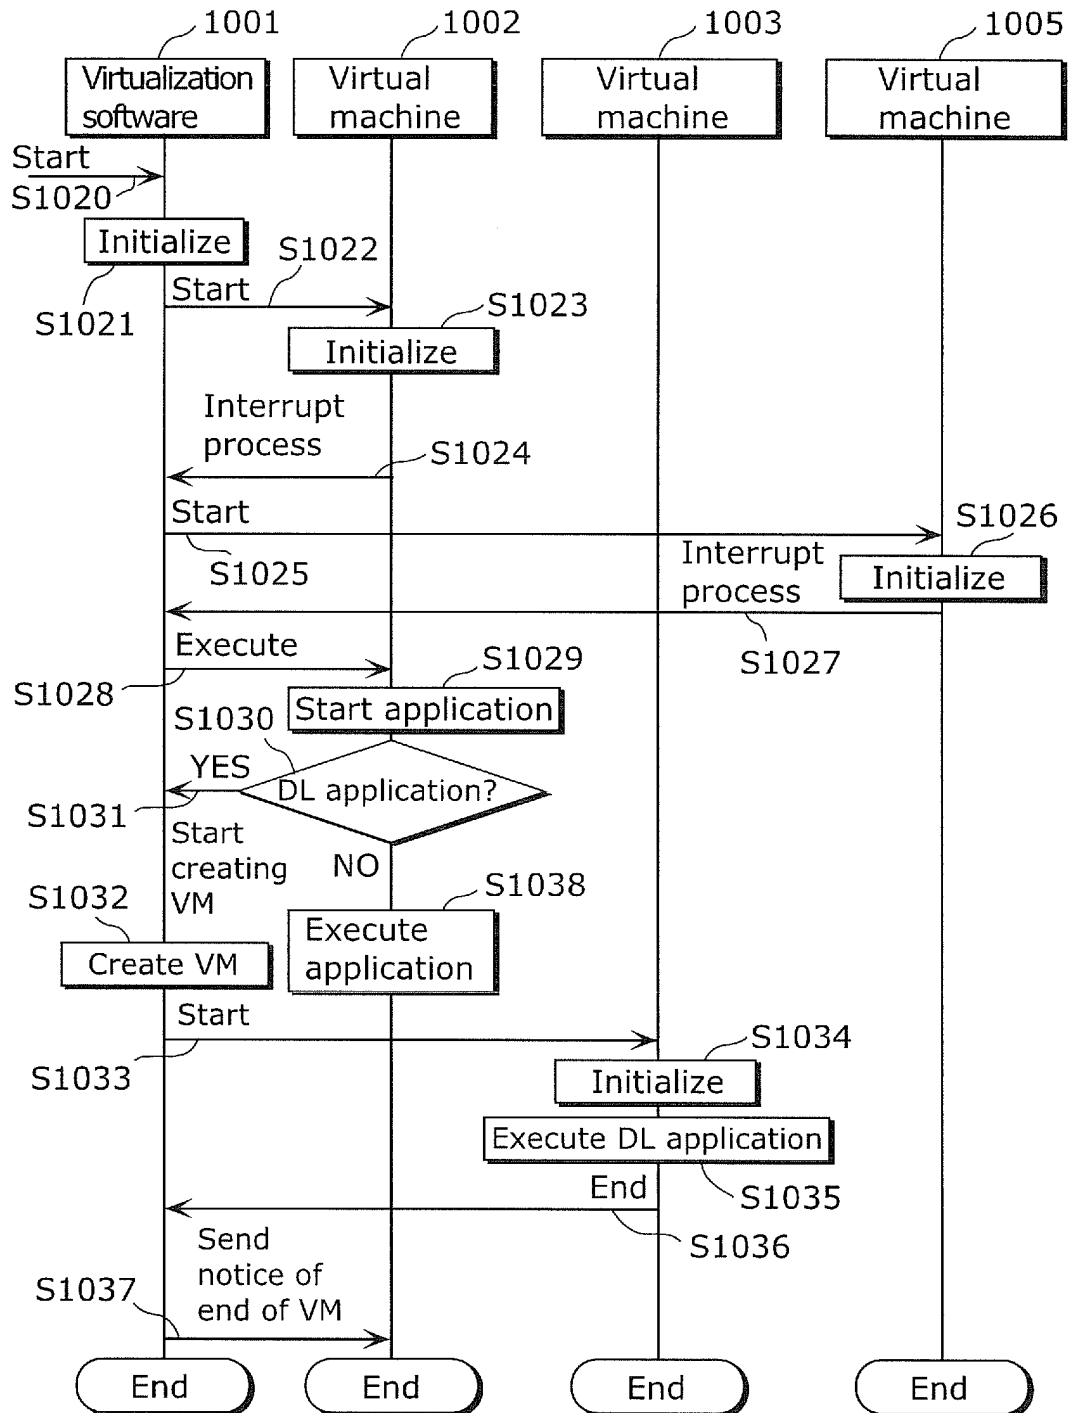 1001
1002
1003
1005
Virtualization
software
Virtual
machine
Virtual
machine
Virtual
machine
Start
S1020
Initialize
S1021
S1022
Start
S1023
Initialize
Interrupt
process
S1024
Start
S1025
S1026
Initialize
Interrupt
process
S1027
Execute
S1028
S1029
Start application
S1030
YES
DL application?
S1031
Start
creating
VM
NO
S1032
S1038
Create VM
Execute
application
Start
S1033
S1034
Initialize
Execute DL application
S1035
End
S1036
Send
notice of
end of VM
S1037
End
End
End
End